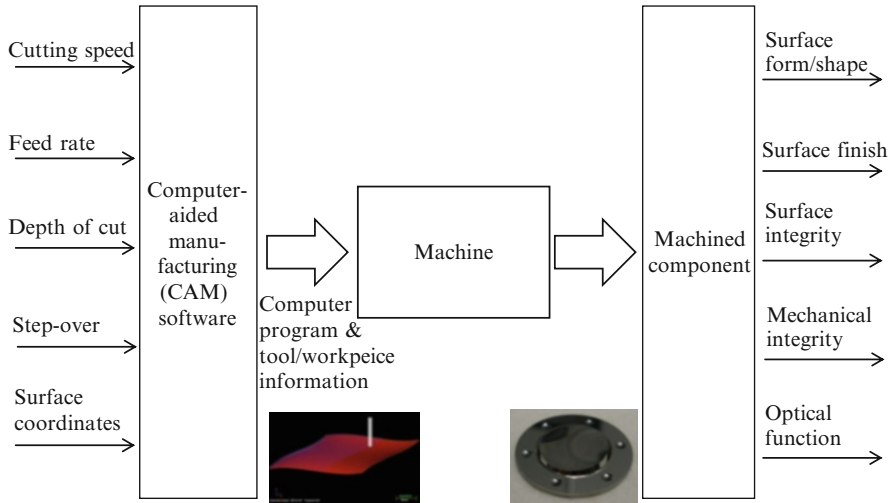 Cutting speed
Feed rate
Depth of cut
Step-over
Surface
coordinates
Computer-
aided
manu-
facturing
(CAM)
software
Computer
program &
tool/workpeice
information
Machine
Machined
component
Surface
form/shape
Surface finish
Surface
integrity
Mechanical
integrity
Optical
function